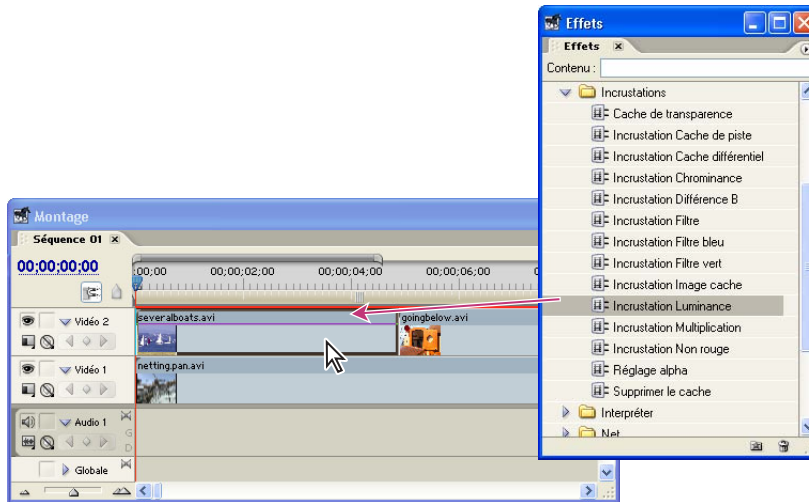 Effets
Effets
Contenu :
Incrustations
Cache de transparence
Incrustation Cache de piste
Incrustation Cache différentiel
Incrustation Chrominance
Incrustation Différence B
Incrustation Filtre
Incrustation Filtre bleu
Incrustation Filtre vert
Incrustation Image cache
Incrustation Luminance
Incrustation Multiplication
Incrustation Non rouge
Réglage alpha
Supprimer le cache
Interpréter
Net
Montage
Séquence 01
00;00;00;00
;00;00 00;00;02;00 00;00;04;00 00;00;06;00 0
Vidéo 2
severalboats.avi goingbelow.avi
Vidéo 1
netting.pan.avi
Audio 1
G
D
Globale